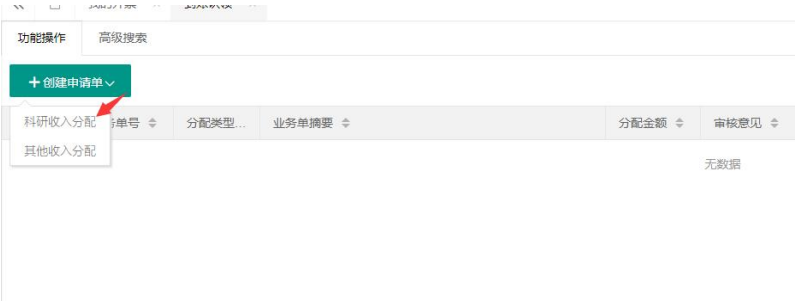 功能操作 高级搜索
+ 创建申请单
科研收入分配
其他收入分配
单号 分配类型... 业务单摘要 分配金额 审核意见
无数据